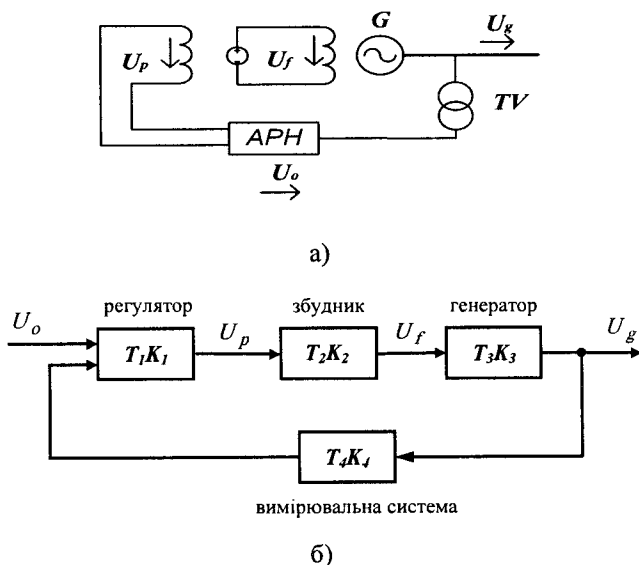 G
U_g
U_p
U_f
TV
АРН
U_o
а)
регулятор збудник генератор
U_o U_p U_f U_g
T_1K_1 T_2K_2 T_3K_3
T_4K_4
вимірювальна система
б)